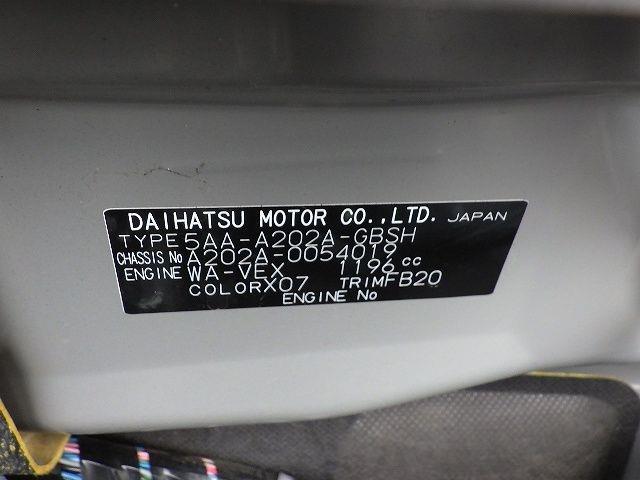 DAIHATSU MOTOR CO.,LTD. JAPAN
TYPE 5AA-A202A-GBSH
CHASSIS No A202A-0054019
ENGINE WA-VEX 1196 cc
COLOR X07 TRIM FB20
ENGINE No